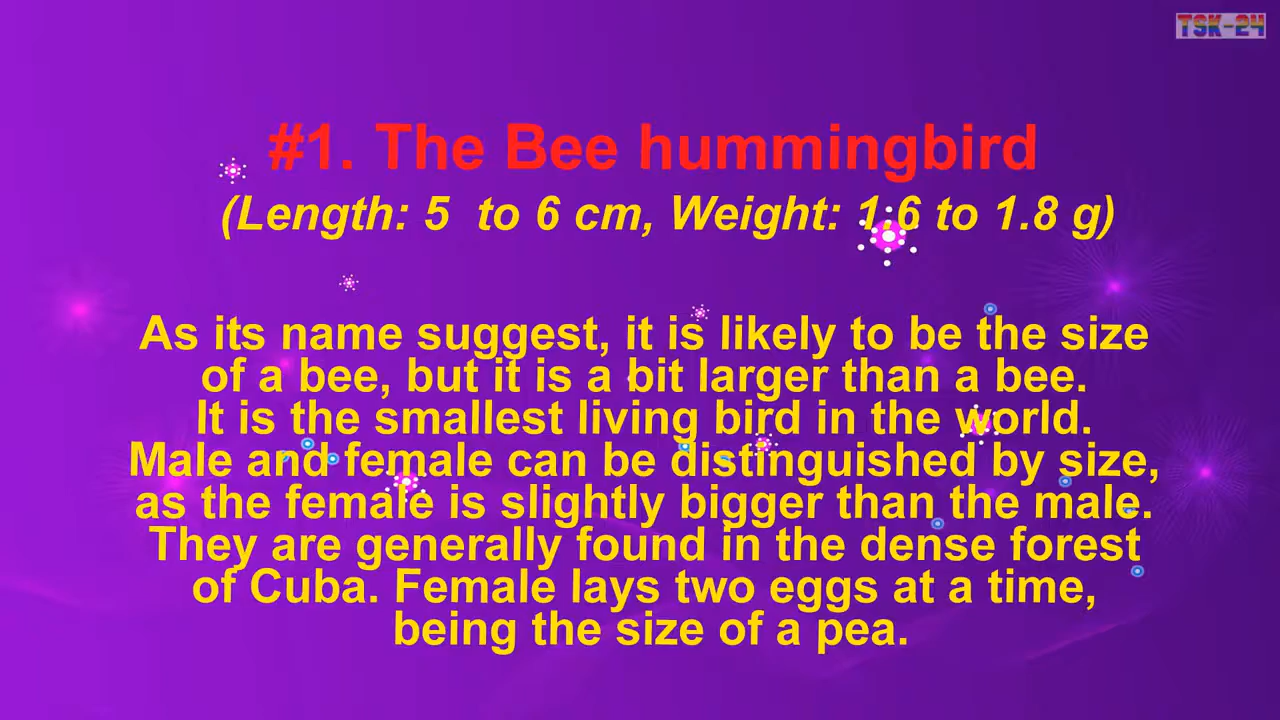 TSK-24
#1. The Bee hummingbird
(Length: 5 to 6 cm, Weight: 1.6 to 1.8 g)
As its name suggest, it is likely to be the size
of a bee, but it is a bit larger than a bee.
It is the smallest living bird in the world.
Male and female can be distinguished by size,
as the female is slightly bigger than the male.
They are generally found in the dense forest
of Cuba. Female lays two eggs at a time,
being the size of a pea.